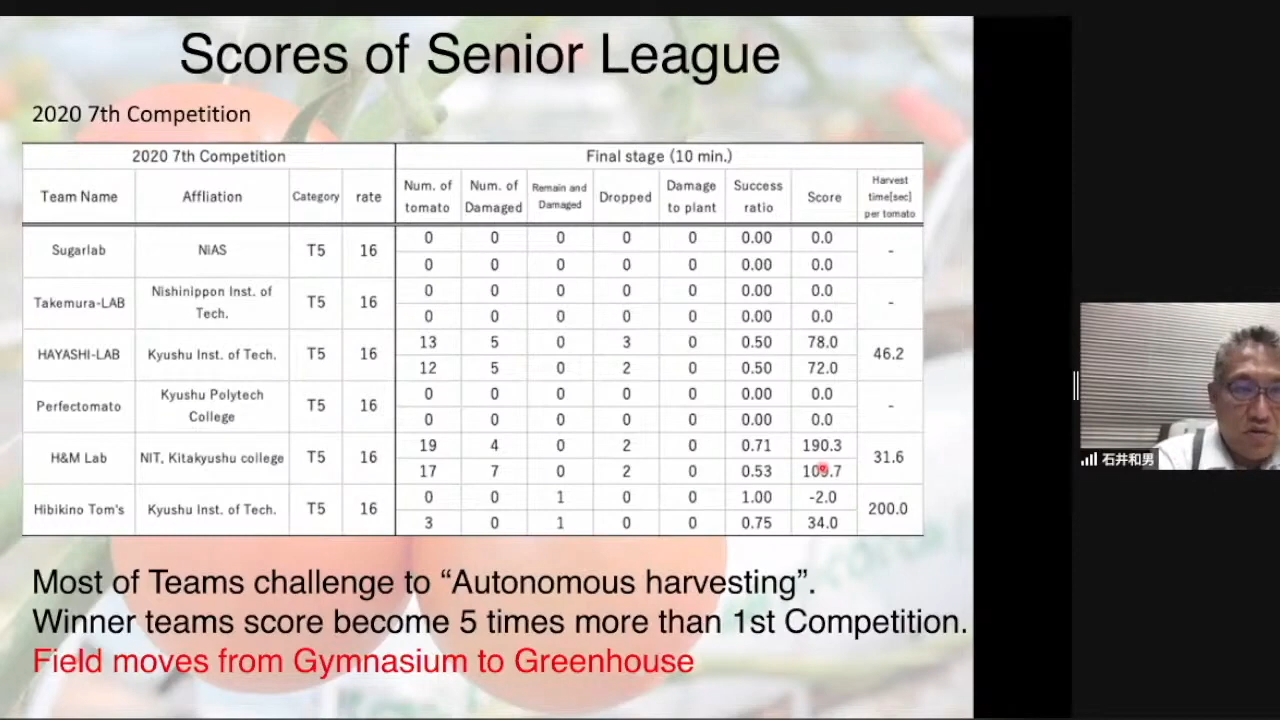 Scores of Senior League
2020 7th Competition
2020 7th Competition Final stage (10 min.)
Team Name Affliation Category rate Num. of tomato Num. of Damaged Remain and Damaged Dropped Damage to plant Success ratio Score Harvest time[sec] per tomato
Sugarlab NiAS T5 16 0 0 0 0 0 0.00 0.0 -
0 0 0 0 0 0.00 0.0
Takemura-LAB Nishinippon Inst. of Tech. T5 16 0 0 0 0 0 0.00 0.0 -
0 0 0 0 0 0.00 0.0
HAYASHI-LAB Kyushu Inst. of Tech. T5 16 13 5 0 3 0 0.50 78.0 46.2
12 5 0 2 0 0.50 72.0
Perfectomato Kyushu Polytech College T5 16 0 0 0 0 0 0.00 0.0 -
0 0 0 0 0 0.00 0.0
H&M Lab NIT, Kitakyushu college T5 16 19 4 0 2 0 0.71 190.3 31.6
17 7 0 2 0 0.53 109.7
Hibikino Tom's Kyushu Inst. of Tech. T5 16 0 0 1 0 0 1.00 -2.0 200.0
3 0 1 0 0 0.75 34.0
Most of Teams challenge to “Autonomous harvesting”.
Winner teams score become 5 times more than 1st Competition.
Field moves from Gymnasium to Greenhouse
石井和男